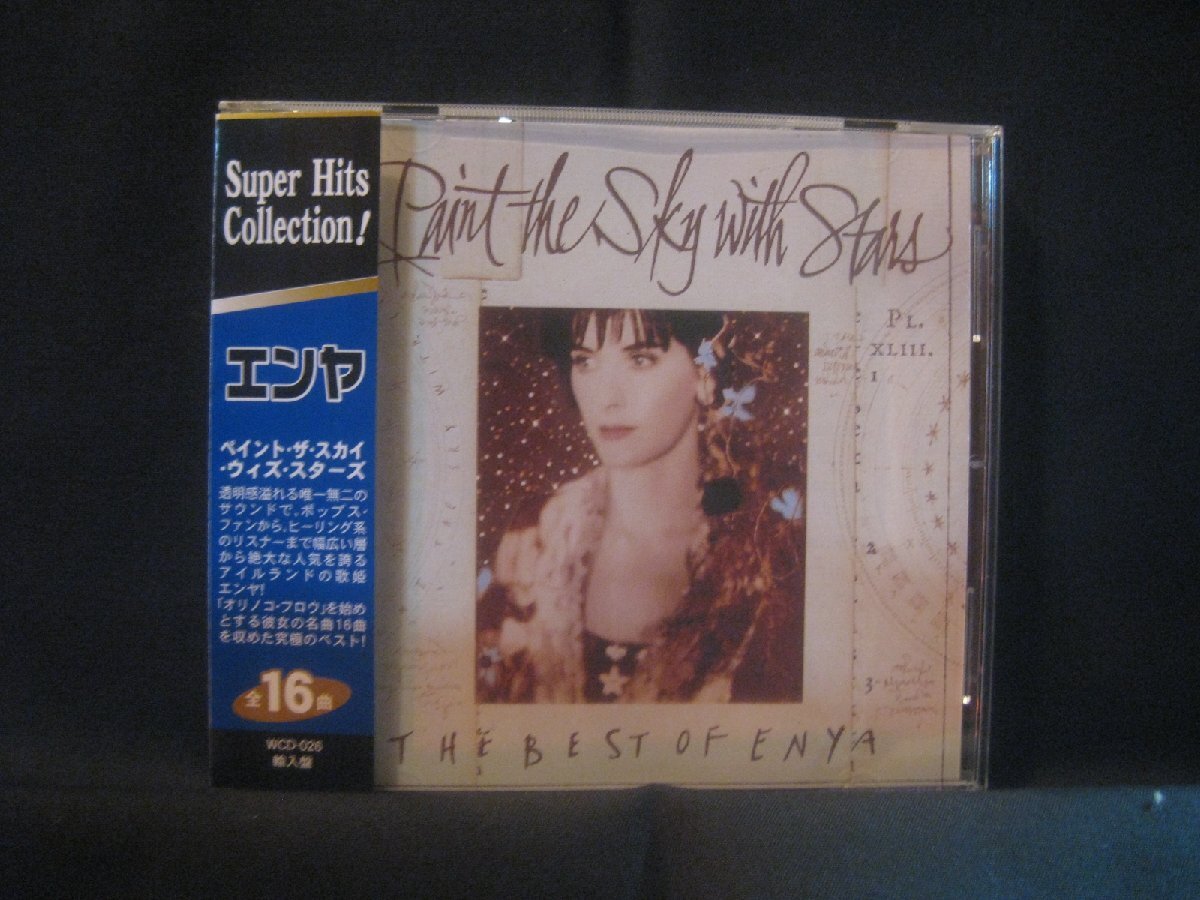 Super Hits
Collection!
エンヤ
ペイント・ザ・スカイ
・ウィズ・スターズ
透明感溢れる唯一無二の
サウンドで、ポップス・
ファンから、ヒーリング系
のリスナーまで幅広い層
から絶大な人気を誇る
アイルランドの歌姫
エンヤ!
「オリノコ・フロウ」を始め
とする彼女の名曲16曲
を収めた究極のベスト!
全16曲
WCD-026
輸入盤
Paint the Sky with Stars
PL.
XLIII.
1
2
3
THE BEST OF ENYA